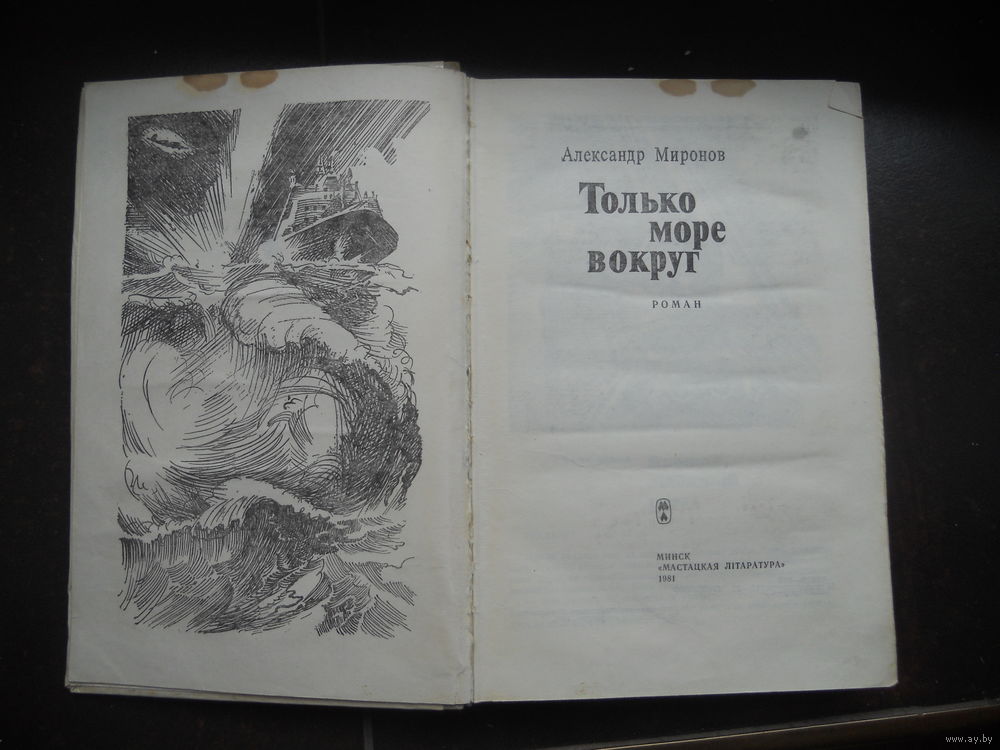 Александр Миронов
Только
море
вокруг
РОМАН
МИНСК
«МАСТАЦКАЯ ЛІТАРАТУРА»
1981
www.ay.by